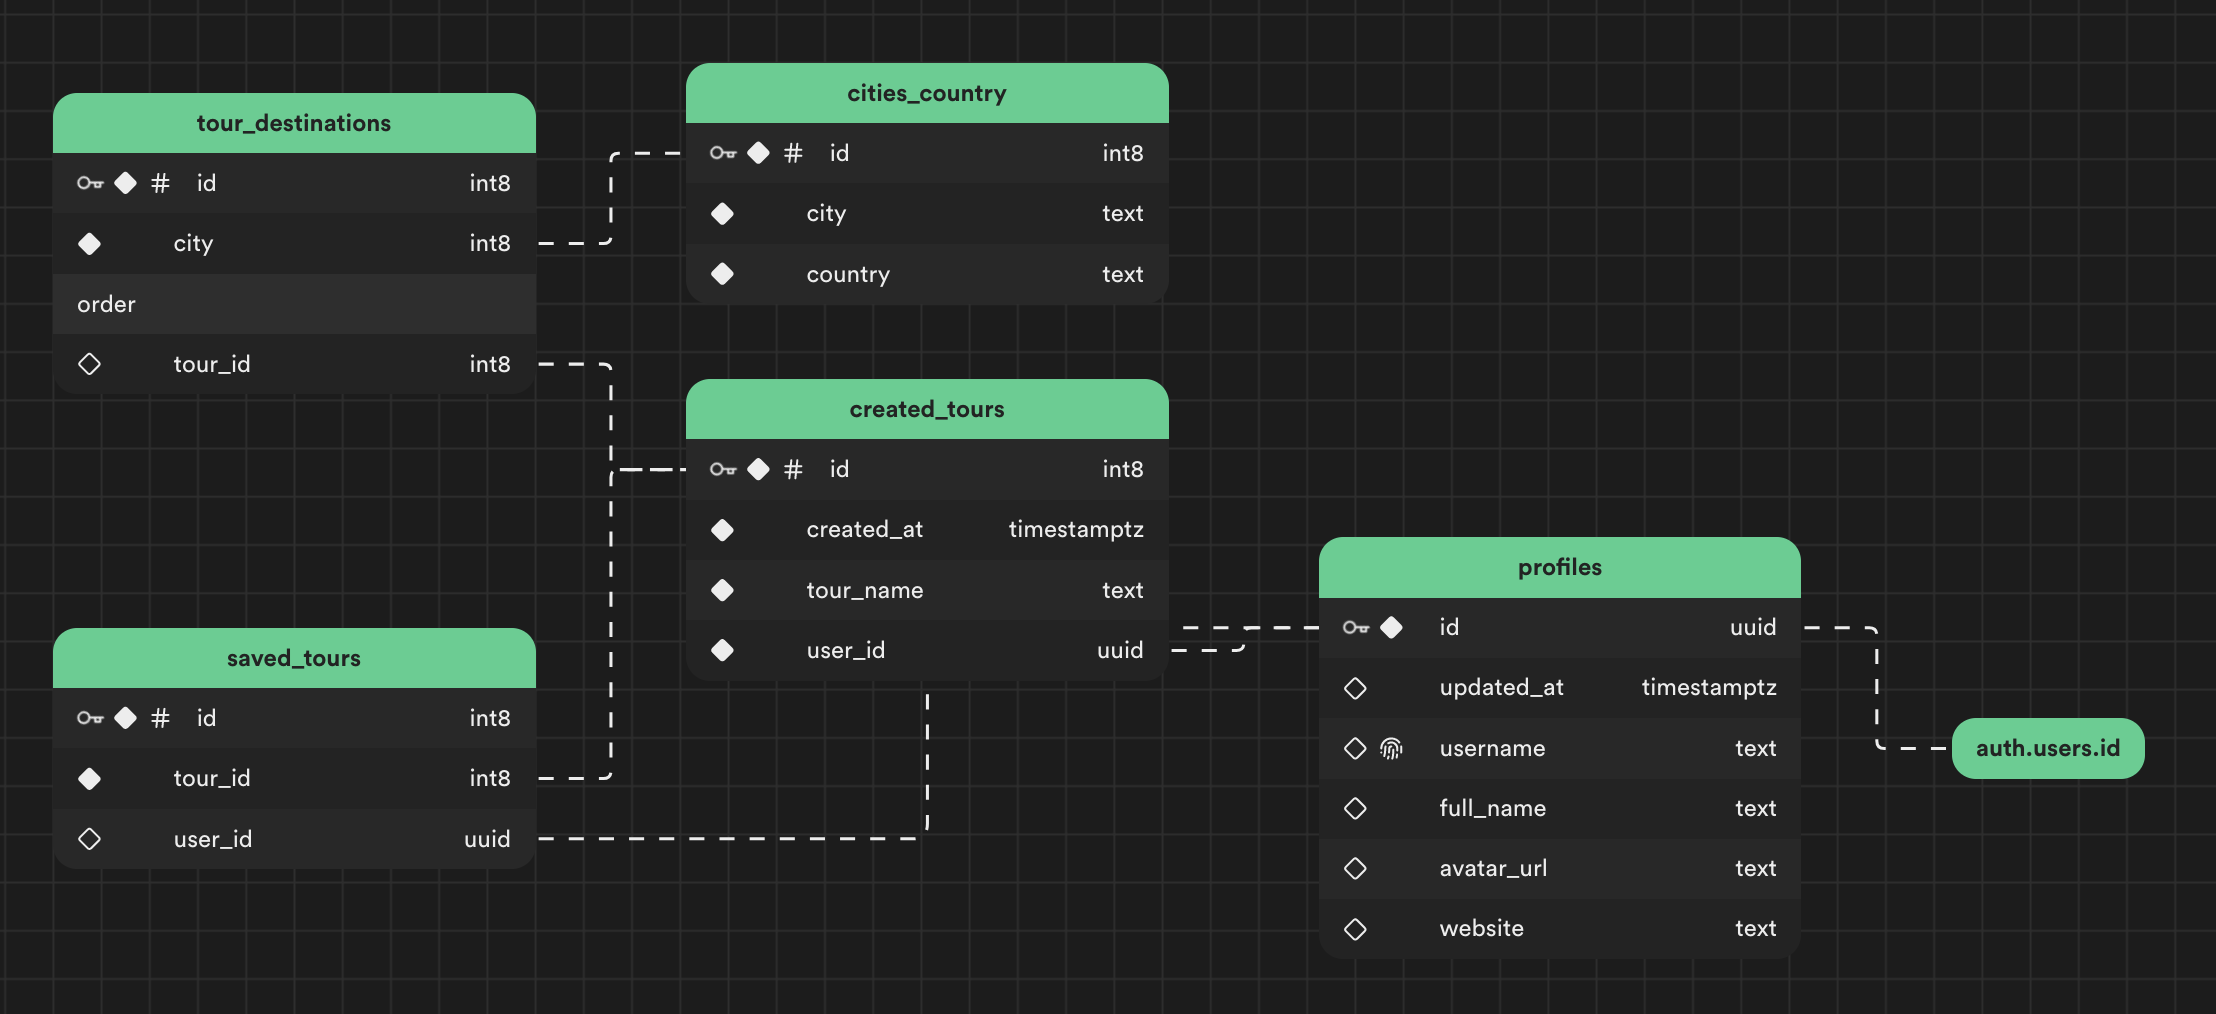 tour_destinations
# id int8
city int8
order
tour_id int8
cities_country
# id int8
city text
country text
created_tours
# id int8
created_at timestamptz
tour_name text
user_id uuid
saved_tours
# id int8
tour_id int8
user_id uuid
profiles
id uuid
updated_at timestamptz
username text
full_name text
avatar_url text
website text
auth.users.id